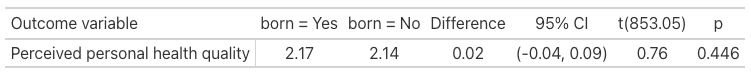 Outcome variable born = Yes born = No Difference 95% CI t(853.05) p
Perceived personal health quality 2.17 2.14 0.02 (-0.04, 0.09) 0.76 0.446